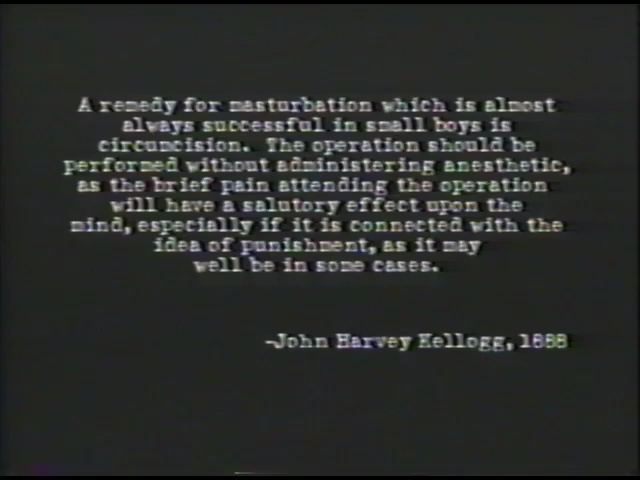 A remedy for masturbation which is almost
always successful in small boys is
circumcision. The operation should be
performed without administering anesthetic,
as the brief pain attending the operation
will have a salutory effect upon the
mind, especially if it is connected with the
idea of punishment, as it may
well be in some cases.
-John Harvey Kellogg, 1888